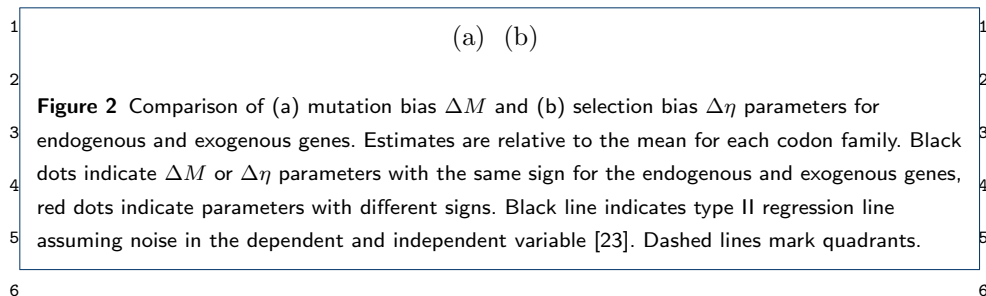 1 1
(a) (b)
2 2
Figure 2 Comparison of (a) mutation bias ΔM and (b) selection bias Δη parameters for
3 endogenous and exogenous genes. Estimates are relative to the mean for each codon family. Black 3
4 dots indicate ΔM or Δη parameters with the same sign for the endogenous and exogenous genes, 4
red dots indicate parameters with different signs. Black line indicates type II regression line
5 assuming noise in the dependent and independent variable [23]. Dashed lines mark quadrants. 5
6 6